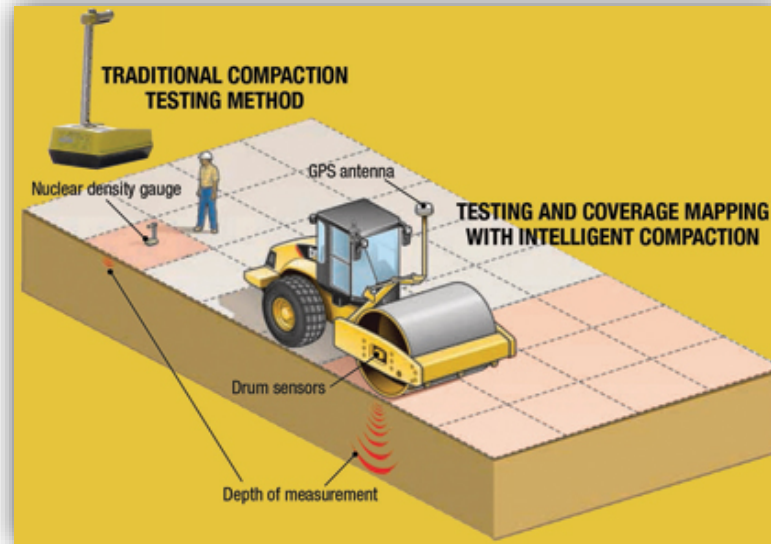 TRADITIONAL COMPACTION
TESTING METHOD
Nuclear density gauge
GPS antenna
TESTING AND COVERAGE MAPPING
WITH INTELLIGENT COMPACTION
Drum sensors
Depth of measurement